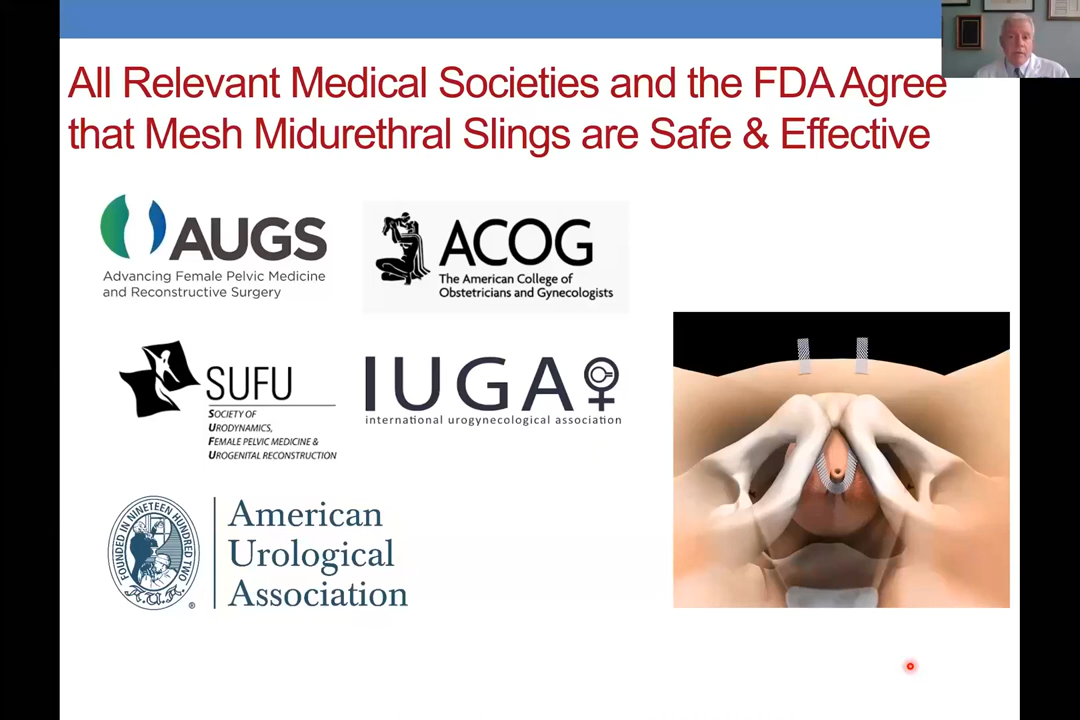 All Relevant Medical Societies and the FDA Agree
that Mesh Midurethral Slings are Safe & Effective
AUGS
Advancing Female Pelvic Medicine
and Reconstructive Surgery
ACOG
The American College of
Obstetricians and Gynecologists
SUFU
SOCIETY OF
URODYNAMICS,
FEMALE PELVIC MEDICINE &
UROGENITAL RECONSTRUCTION
IUGA
international urogynecological association
FOUNDED IN NINETEEN HUNDRED TWO
A.U.A.
®
American
Urological
Association